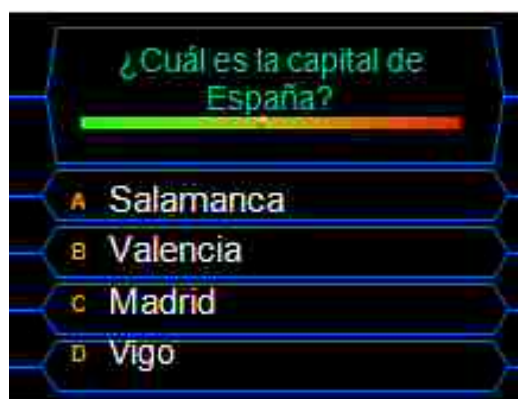 ¿Cuál es la capital de
España?
A Salamanca
B Valencia
C Madrid
D Vigo